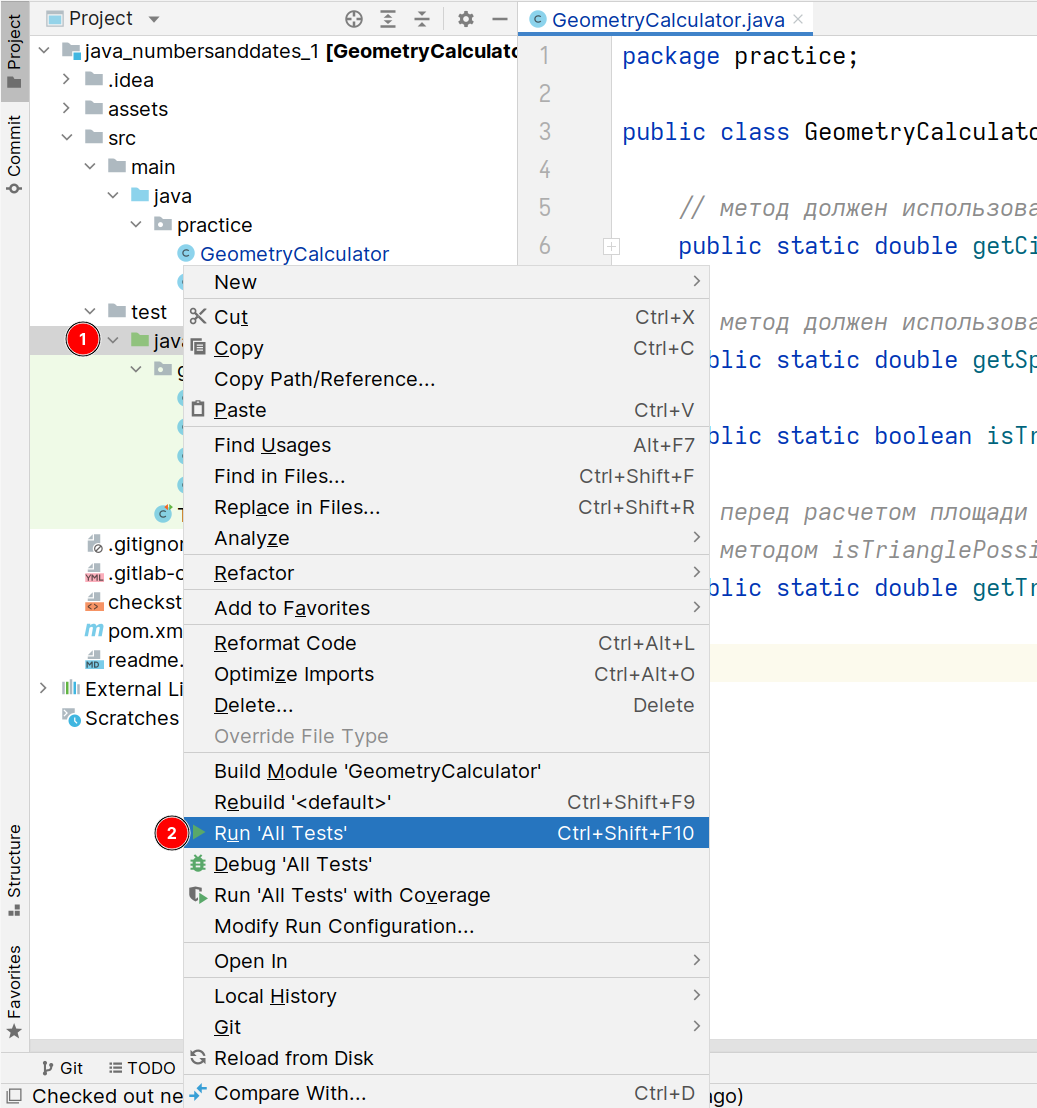 Project
Commit
Structure
Favorites
Project
java_numbersanddates_1 [GeometryCalculato
.idea
assets
src
main
java
practice
GeometryCalculator
test
1
java
.gitignor
.gitlab-c
checkst
pom.xm
readme.
External Li
Scratches
GeometryCalculator.java
1 package practice;
2
3 public class GeometryCalculato
4
5 // метод должен использова
6 public static double getCi
метод должен использова
blic static double getSp
blic static boolean isTr
перед расчетом площади
методом isTrianglePossi
blic static double getTr
New
Cut Ctrl+X
Copy Ctrl+C
Copy Path/Reference...
Paste Ctrl+V
Find Usages Alt+F7
Find in Files... Ctrl+Shift+F
Replace in Files... Ctrl+Shift+R
Analyze
Refactor
Add to Favorites
Reformat Code Ctrl+Alt+L
Optimize Imports Ctrl+Alt+O
Delete... Delete
Override File Type
Build Module 'GeometryCalculator'
Rebuild '<default>' Ctrl+Shift+F9
2 Run 'All Tests' Ctrl+Shift+F10
Debug 'All Tests'
Run 'All Tests' with Coverage
Modify Run Configuration...
Open In
Local History
Git
Reload from Disk
Compare With... Ctrl+D
Git TODO
Checked out ne
ago)